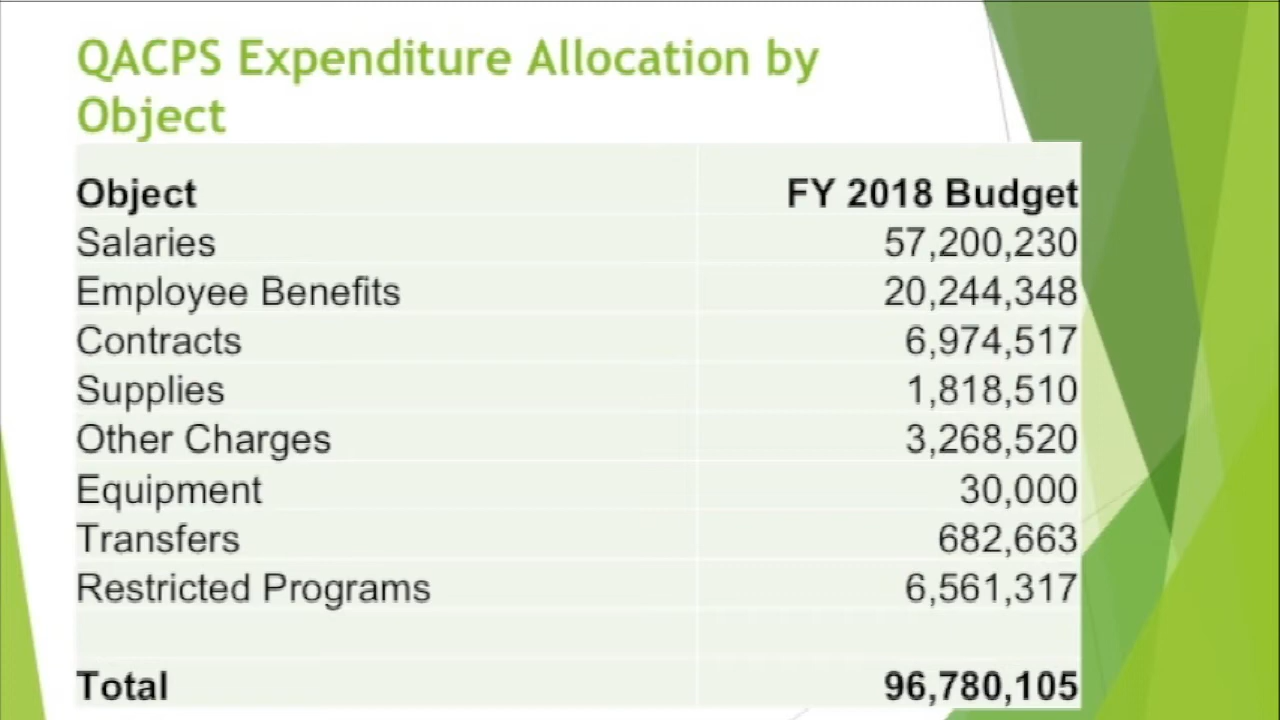 QACPS Expenditure Allocation by
Object
Object FY 2018 Budget
Salaries 57,200,230
Employee Benefits 20,244,348
Contracts 6,974,517
Supplies 1,818,510
Other Charges 3,268,520
Equipment 30,000
Transfers 682,663
Restricted Programs 6,561,317
Total 96,780,105